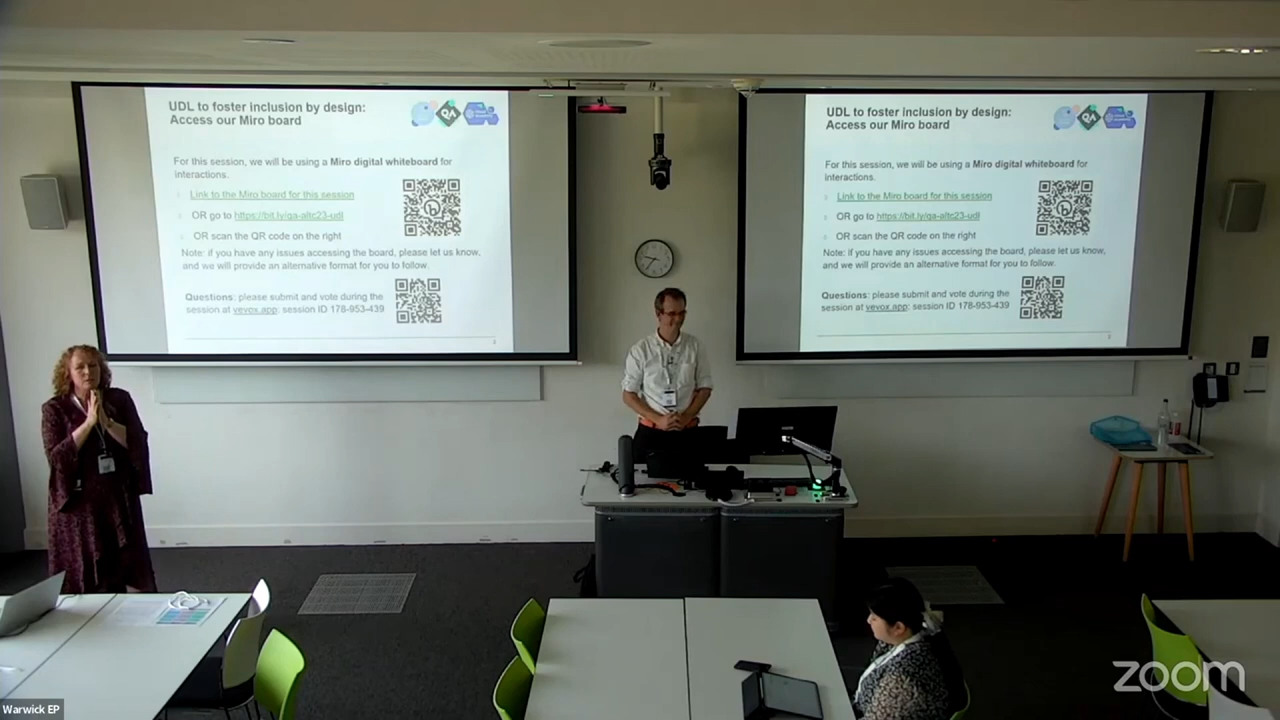 UDL to foster inclusion by design:
Access our Miro board
QA
For this session, we will be using a Miro digital whiteboard for
interactions.
Link to the Miro board for this session
OR go to https://bit.ly/qa-altc23-udl
OR scan the QR code on the right
Note: if you have any issues accessing the board, please let us know,
and we will provide an alternative format for you to follow.
Questions: please submit and vote during the
session at vevox.app: session ID 178-953-439
UDL to foster inclusion by design:
Access our Miro board
QA
For this session, we will be using a Miro digital whiteboard for
interactions.
Link to the Miro board for this session
OR go to https://bit.ly/qa-altc23-udl
OR scan the QR code on the right
Note: if you have any issues accessing the board, please let us know,
and we will provide an alternative format for you to follow.
Questions: please submit and vote during the
session at vevox.app: session ID 178-953-439
zoom
Warwick EP